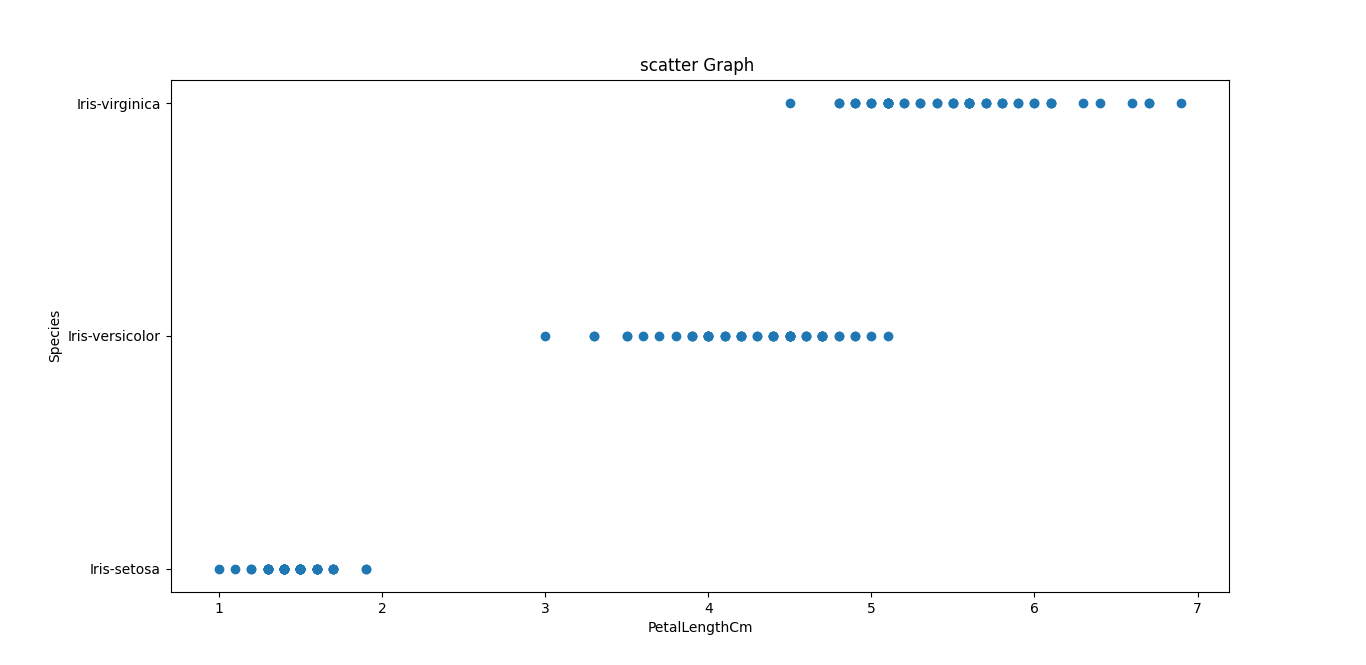 scatter Graph
Iris-virginica
Iris-versicolor
Iris-setosa
Species
1 2 3 4 5 6 7
PetalLengthCm